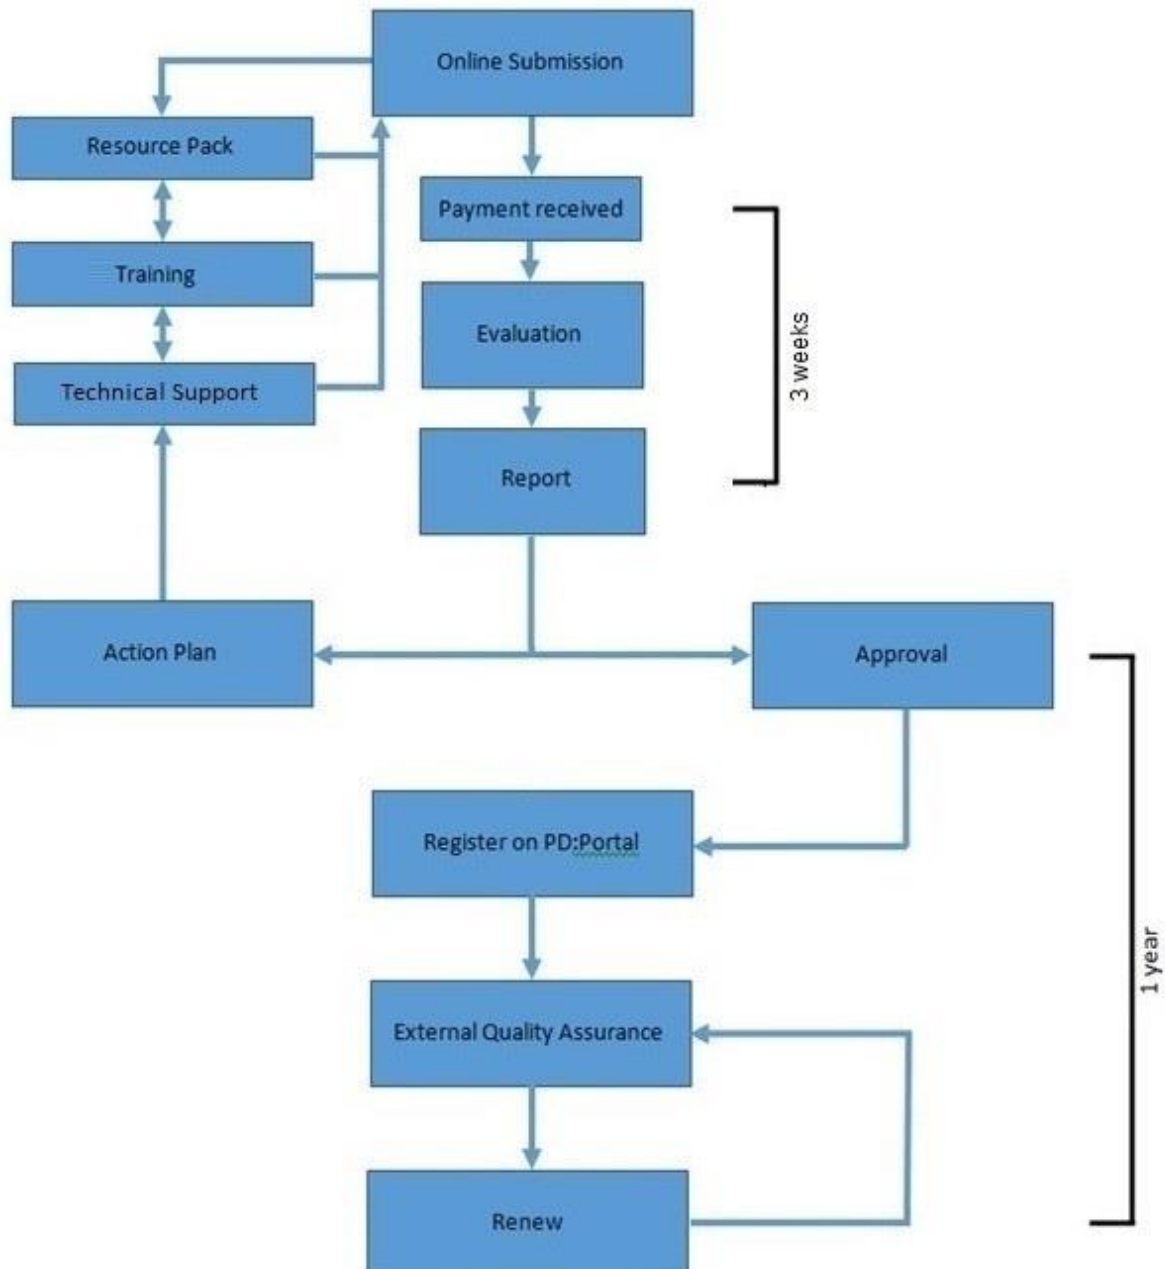 Online Submission
Resource Pack
Payment received
Training
Evaluation
3 weeks
Technical Support
Report
Action Plan
Approval
Register on PD:Portal
1 year
External Quality Assurance
Renew